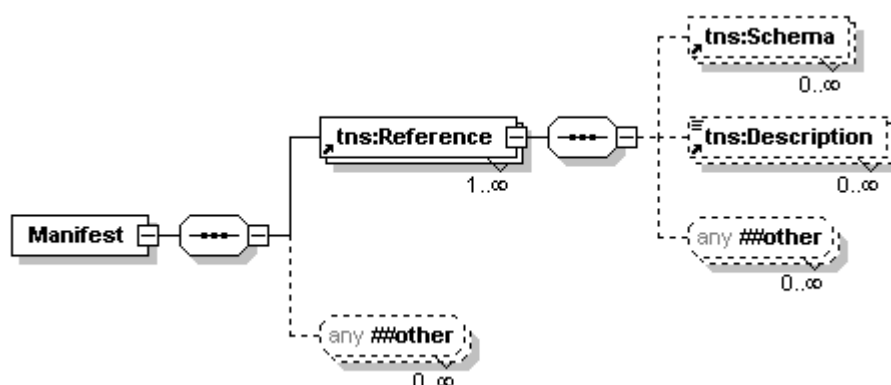 tns:Schema
0..∞
tns:Reference
1..∞
tns:Description
0..∞
Manifest
any ##other
0..∞
any ##other
0..∞